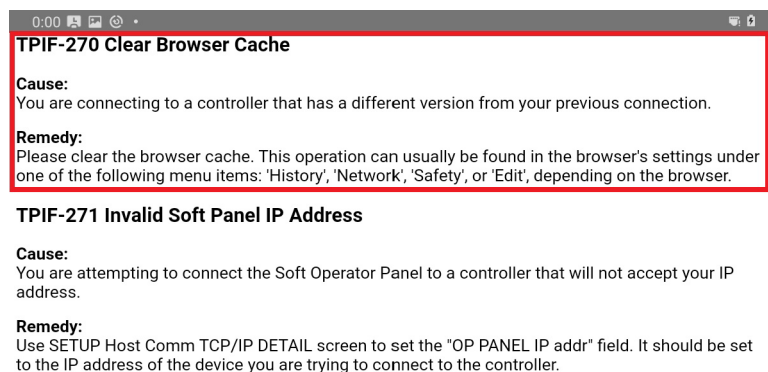 0:00
TPIF-270 Clear Browser Cache
Cause:
You are connecting to a controller that has a different version from your previous connection.
Remedy:
Please clear the browser cache. This operation can usually be found in the browser's settings under
one of the following menu items: 'History', 'Network', 'Safety', or 'Edit', depending on the browser.
TPIF-271 Invalid Soft Panel IP Address
Cause:
You are attempting to connect the Soft Operator Panel to a controller that will not accept your IP
address.
Remedy:
Use SETUP Host Comm TCP/IP DETAIL screen to set the "OP PANEL IP addr" field. It should be set
to the IP address of the device you are trying to connect to the controller.